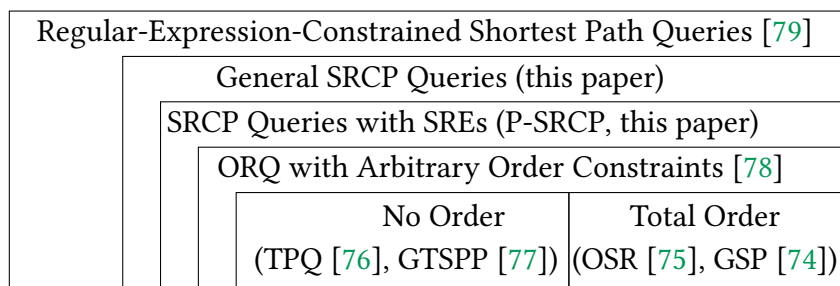 Regular-Expression-Constrained Shortest Path Queries [79]
General SRCP Queries (this paper)
SRCP Queries with SREs (P-SRCP, this paper)
ORQ with Arbitrary Order Constraints [78]
No Order
(TPQ [76], GTSPP [77])
Total Order
(OSR [75], GSP [74])